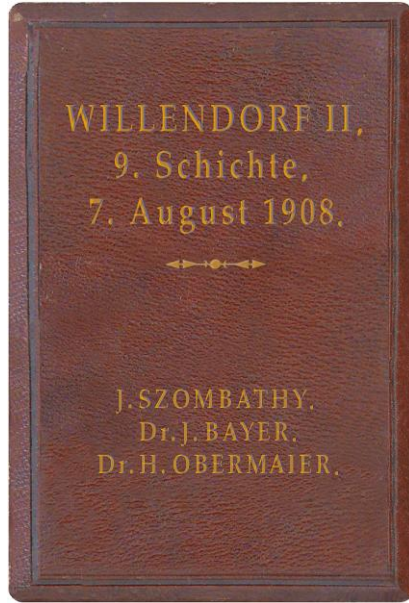 WILLENDORF II,
9. Schichte,
7. August 1908.
J. SZOMBATHY.
Dr. J. BAYER.
Dr. H. OBERMAIER.